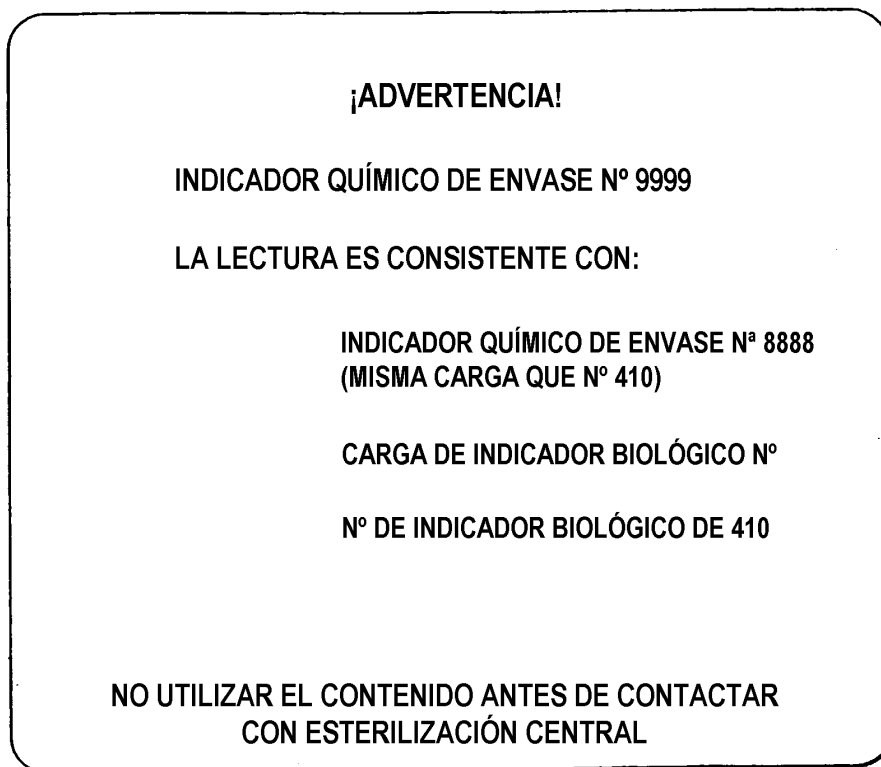 ¡ADVERTENCIA!
INDICADOR QUÍMICO DE ENVASE Nº 9999
LA LECTURA ES CONSISTENTE CON:
INDICADOR QUÍMICO DE ENVASE Nª 8888
(MISMA CARGA QUE Nº 410)
CARGA DE INDICADOR BIOLÓGICO Nº
Nº DE INDICADOR BIOLÓGICO DE 410
NO UTILIZAR EL CONTENIDO ANTES DE CONTACTAR
CON ESTERILIZACIÓN CENTRAL